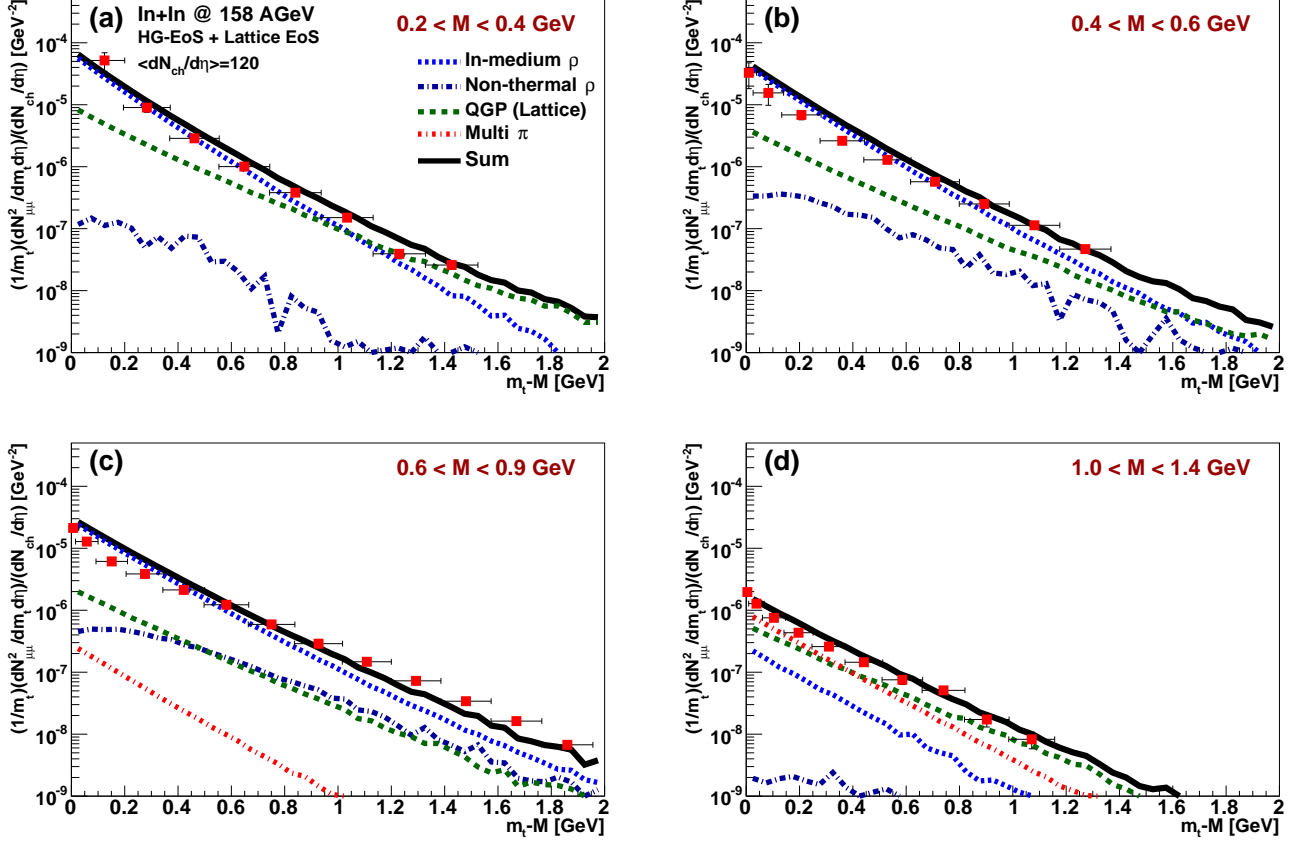 (a)
In+In @ 158 AGeV
HG-EoS + Lattice EoS
<dN_ch/dη>=120
0.2 < M < 0.4 GeV
In-medium ρ
Non-thermal ρ
QGP (Lattice)
Multi π
Sum
(1/m_t)(dN²_μμ/dm_t dη)/(dN_ch/dη) [GeV⁻²]
10⁻⁴
10⁻⁵
10⁻⁶
10⁻⁷
10⁻⁸
10⁻⁹
0 0.2 0.4 0.6 0.8 1 1.2 1.4 1.6 1.8 2
m_t-M [GeV]
(b)
0.4 < M < 0.6 GeV
(1/m_t)(dN²_μμ/dm_t dη)/(dN_ch/dη) [GeV⁻²]
10⁻⁴
10⁻⁵
10⁻⁶
10⁻⁷
10⁻⁸
10⁻⁹
0 0.2 0.4 0.6 0.8 1 1.2 1.4 1.6 1.8 2
m_t-M [GeV]
(c)
0.6 < M < 0.9 GeV
(1/m_t)(dN²_μμ/dm_t dη)/(dN_ch/dη) [GeV⁻²]
10⁻⁴
10⁻⁵
10⁻⁶
10⁻⁷
10⁻⁸
10⁻⁹
0 0.2 0.4 0.6 0.8 1 1.2 1.4 1.6 1.8 2
m_t-M [GeV]
(d)
1.0 < M < 1.4 GeV
(1/m_t)(dN²_μμ/dm_t dη)/(dN_ch/dη) [GeV⁻²]
10⁻⁴
10⁻⁵
10⁻⁶
10⁻⁷
10⁻⁸
10⁻⁹
0 0.2 0.4 0.6 0.8 1 1.2 1.4 1.6 1.8 2
m_t-M [GeV]